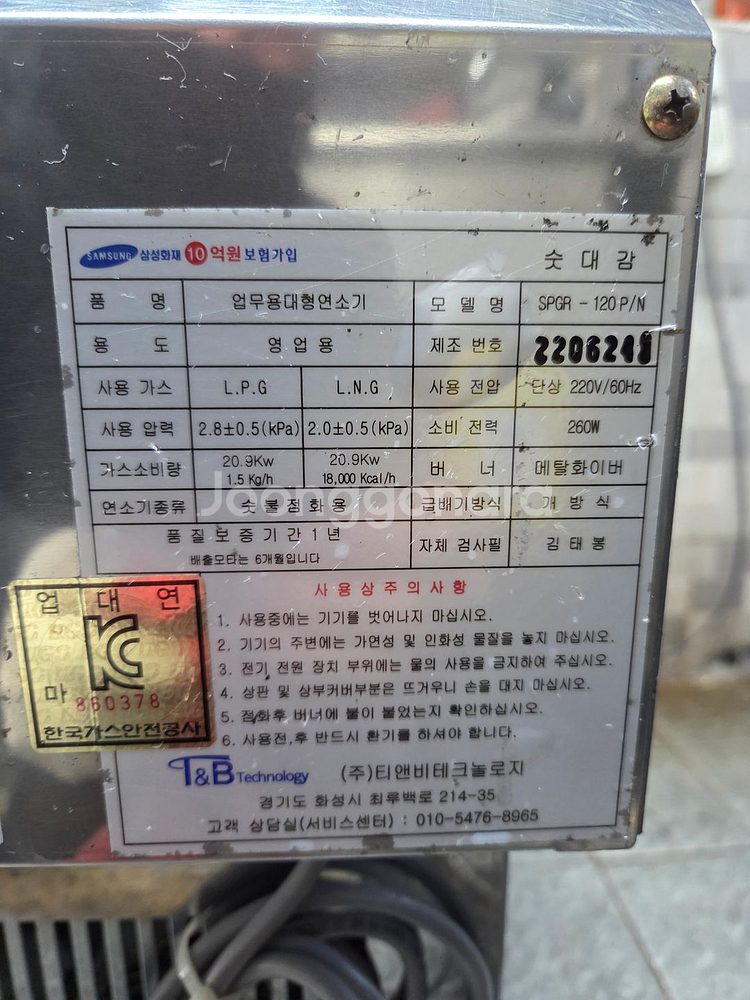 SAMSUNG 삼성화재 10억원 보험가입 숯대감
품 명 업무용대형연소기 모델명 SPGR - 120P/N
용 도 영업용 제조 번호
사용 가스 L.P.G L.N.G 사용 전압 단상 220V/60Hz
사용 압력 2.8±0.5(kPa) 2.0±0.5(kPa) 소비 전력 260W
가스소비량 20.9Kw 1.5 Kg/h 20.9Kw 18,000 Kcal/h 버 너 메탈화이버
연소기종류 숯불점화용 급배기방식 개방식
품질보증기간1년
배출모타는 6개월입니다
자체 검사필 김태봉
사용상주의사항
1. 사용중에는 기기를 벗어나지 마십시오.
2. 기기의 주변에는 가연성 및 인화성 물질을 놓지 마십시오.
3. 전기 전원 장치 부위에는 물의 사용을 금지하여 주십시오.
4. 상판 및 상부커버부분은 뜨거우니 손을 대지 마십시오.
5. 점화후 버너에 불이 붙었는지 확인하십시오.
6. 사용전,후 반드시 환기를 하셔야 합니다.
업 대 연
KC
마 860378
한국가스안전공사
T&B Technology (주)티앤비테크놀로지
경기도 화성시 최루백로 214-35
고객 상담실(서비스센터) : 010-5476-8965
Joonggonara